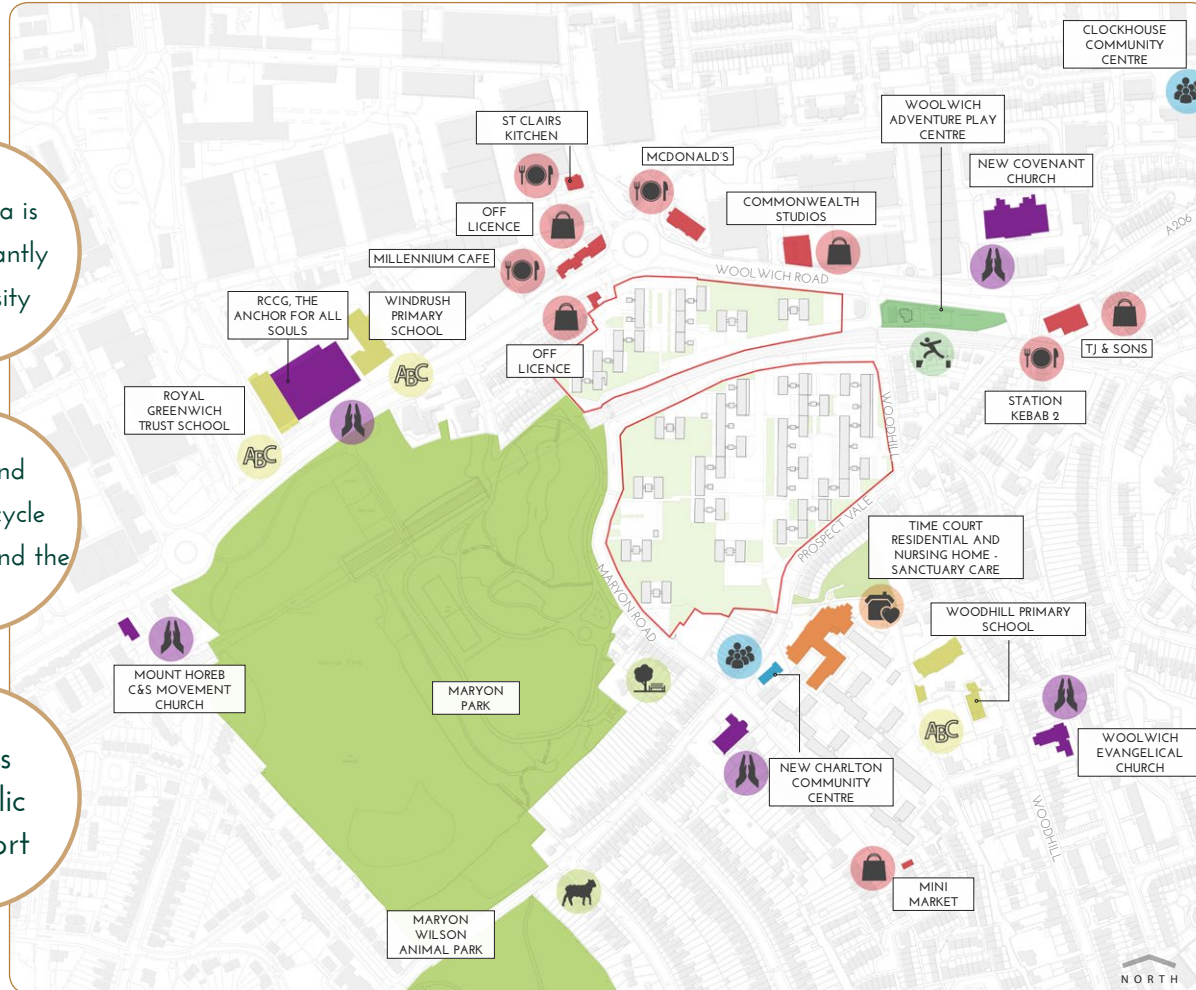 a is
antly
sity
nd
cycle
nd the
s
lic
ort
CLOCKHOUSE
COMMUNITY
CENTRE
ST CLAIRS
KITCHEN
WOOLWICH
ADVENTURE PLAY
CENTRE
MCDONALD'S
NEW COVENANT
CHURCH
OFF
LICENCE
COMMONWEALTH
STUDIOS
A206
MILLENNIUM CAFE
WOOLWICH ROAD
RCCG, THE
ANCHOR FOR ALL
SOULS
WINDRUSH
PRIMARY
SCHOOL
OFF
LICENCE
TJ & SONS
ABC
ROYAL
GREENWICH
TRUST SCHOOL
STATION
KEBAB 2
ABC
WOODHILL
PROSPECT VALE
TIME COURT
RESIDENTIAL AND
NURSING HOME -
SANCTUARY CARE
MARYON ROAD
WOODHILL PRIMARY
SCHOOL
MOUNT HOREB
C&S MOVEMENT
CHURCH
MARYON
PARK
ABC
WOOLWICH
EVANGELICAL
CHURCH
NEW CHARLTON
COMMUNITY
CENTRE
WOODHILL
MINI
MARKET
MARYON
WILSON
ANIMAL PARK
NORTH